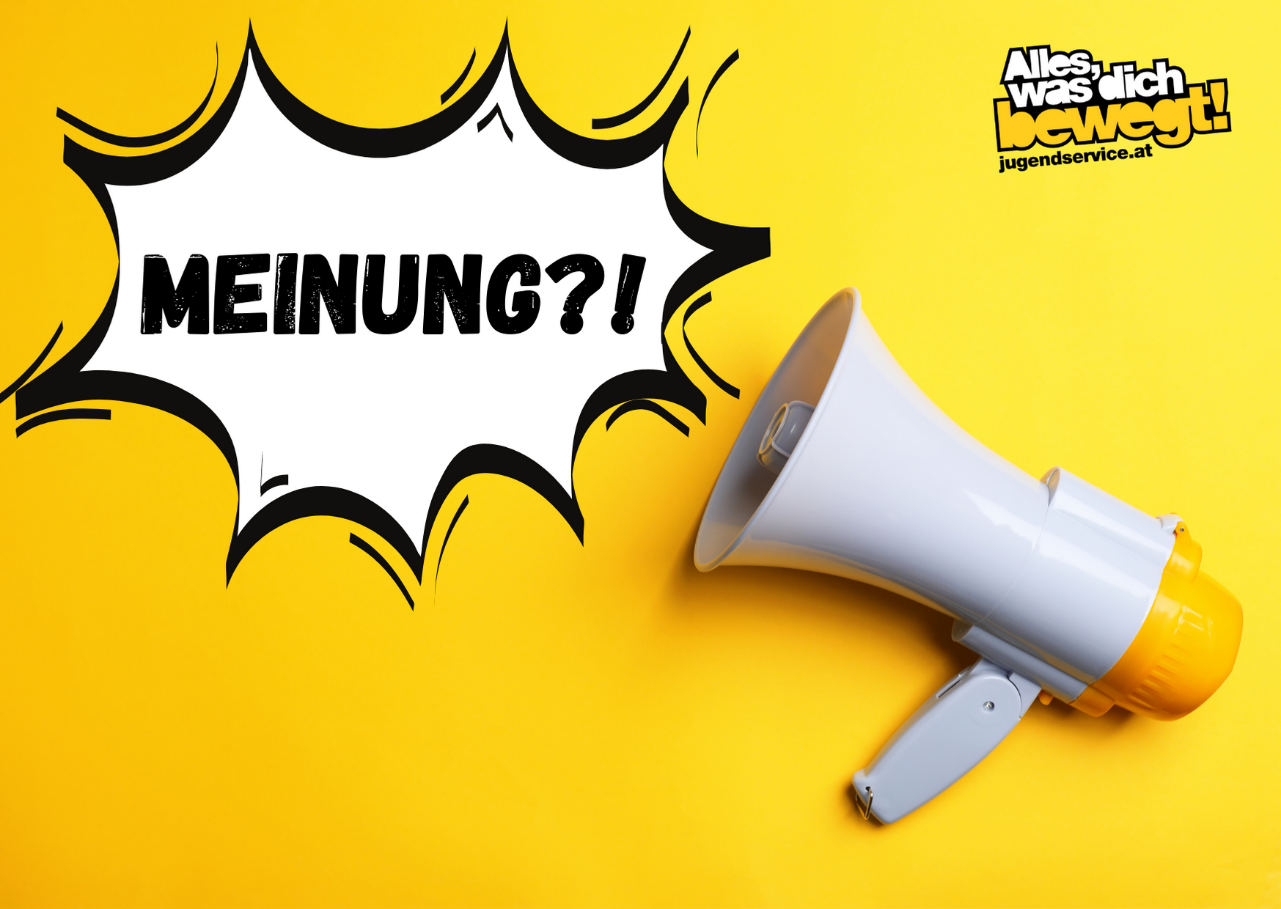 MEINUNG?!
Alles,
was dich
bewegt!
jugendservice.at